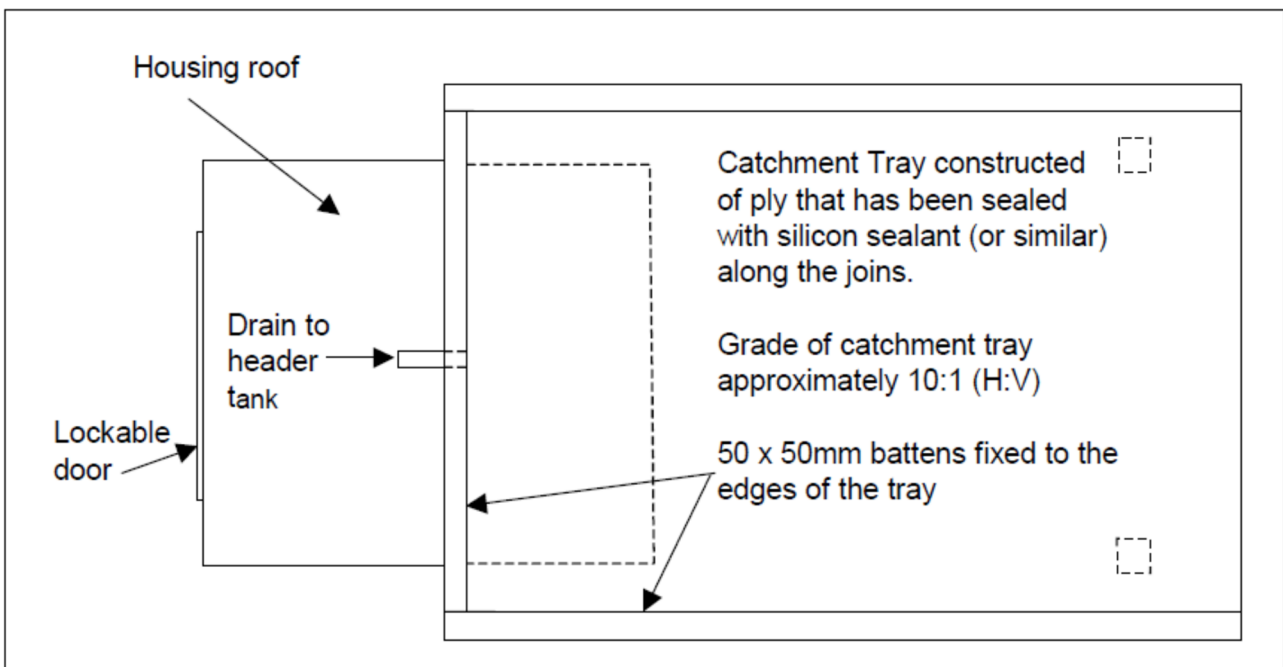 Housing roof
Catchment Tray constructed
of ply that has been sealed
with silicon sealant (or similar)
along the joins.
Drain to
header
tank
Grade of catchment tray
approximately 10:1 (H:V)
Lockable
door
50 x 50mm battens fixed to the
edges of the tray